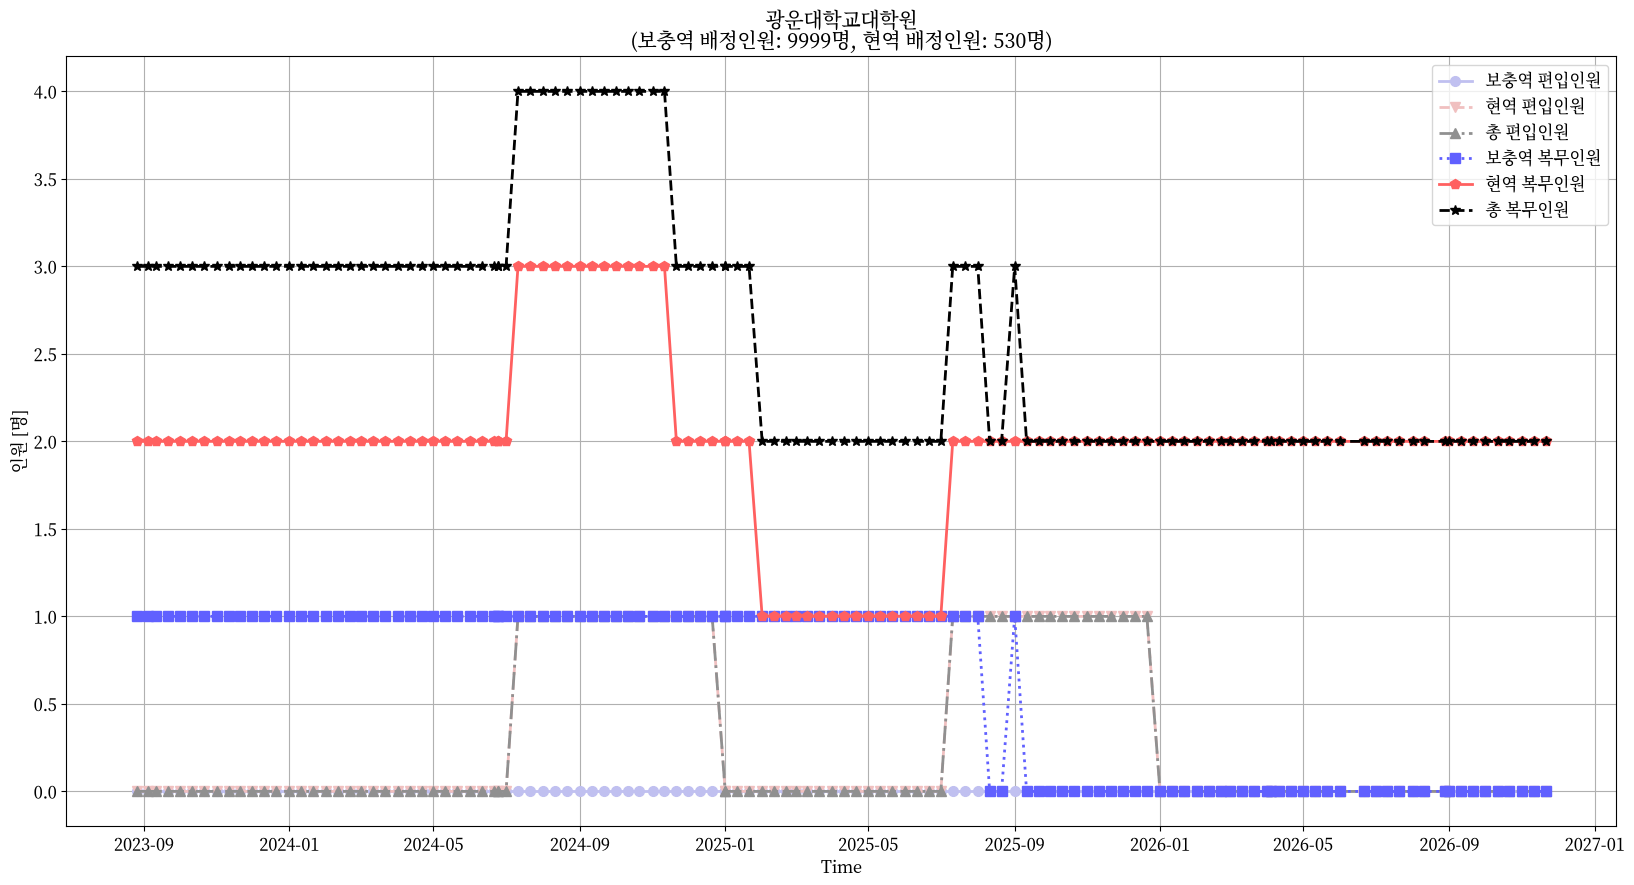 광운대학교대학원
(보충역 배정인원: 9999명, 현역 배정인원: 530명)
보충역 편입인원
현역 편입인원
총 편입인원
보충역 복무인원
현역 복무인원
총 복무인원
인원 [명]
4.0
3.5
3.0
2.5
2.0
1.5
1.0
0.5
0.0
2023-09
2024-01
2024-05
2024-09
2025-01
2025-05
2025-09
2026-01
2026-05
2026-09
2027-01
Time